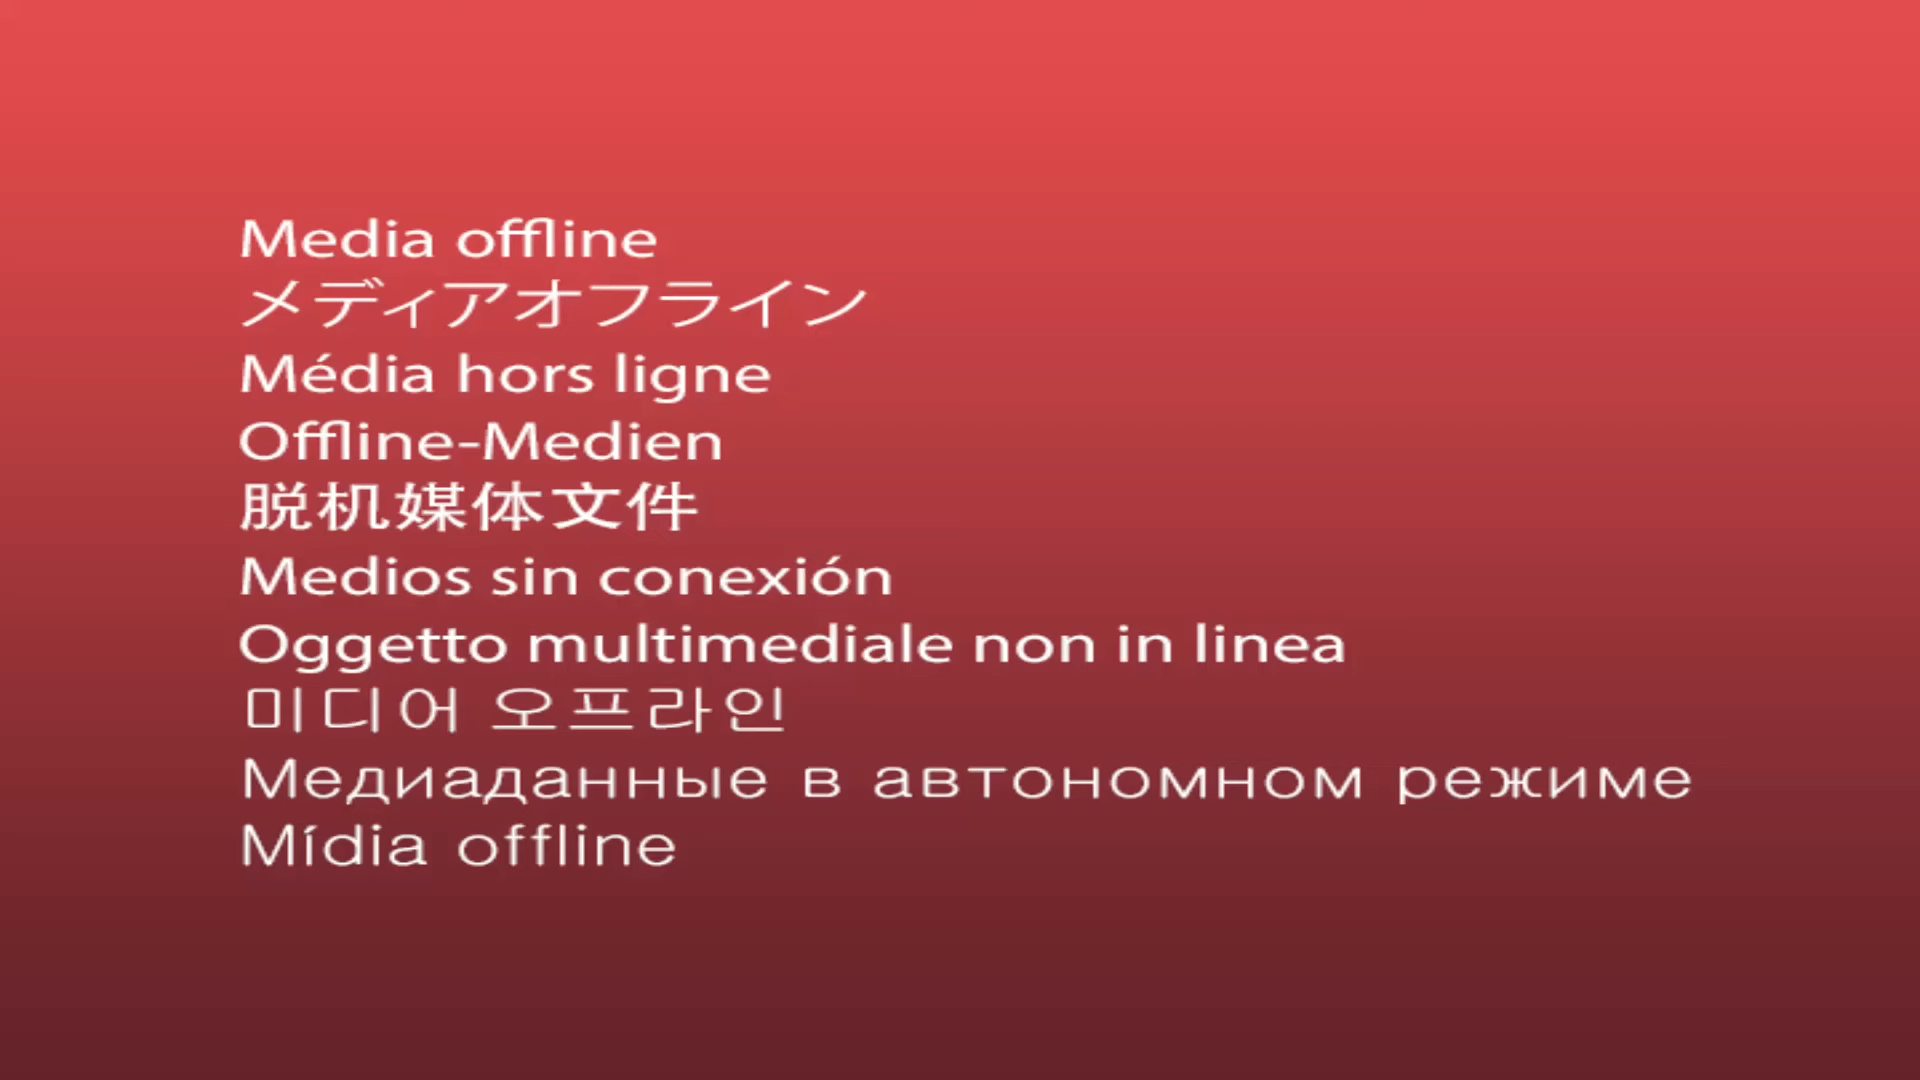 Media offline
メディアオフライン
Média hors ligne
Offline-Medien
脱机媒体文件
Medios sin conexión
Oggetto multimediale non in linea
미디어 오프라인
Медиаданные в автономном режиме
Mídia offline